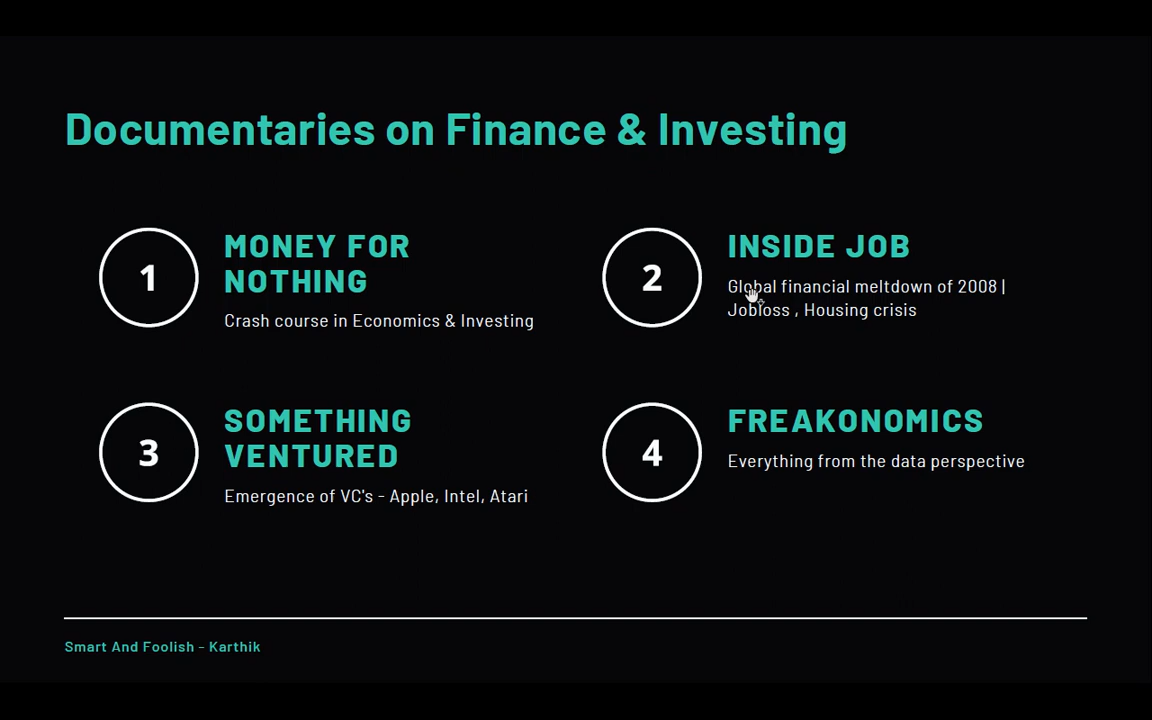 Documentaries on Finance & Investing
1
MONEY FOR
NOTHING
Crash course in Economics & Investing
2
INSIDE JOB
Global financial meltdown of 2008 |
Jobloss , Housing crisis
3
SOMETHING
VENTURED
Emergence of VC's - Apple, Intel, Atari
4
FREAKONOMICS
Everything from the data perspective
Smart And Foolish - Karthik